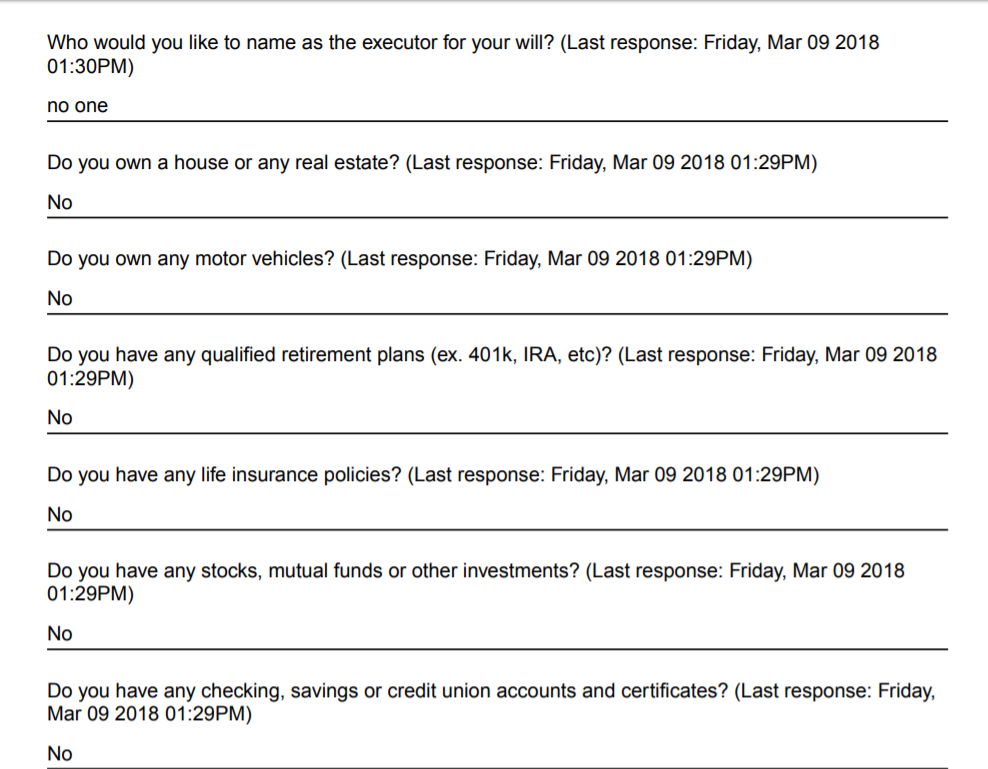 Who would you like to name as the executor for your will? (Last response: Friday, Mar 09 2018
01:30PM)
no one
Do you own a house or any real estate? (Last response: Friday, Mar 09 2018 01:29PM)
No
Do you own any motor vehicles? (Last response: Friday, Mar 09 2018 01:29PM)
No
Do you have any qualified retirement plans (ex. 401k, IRA, etc)? (Last response: Friday, Mar 09 2018
01:29PM)
No
Do you have any life insurance policies? (Last response: Friday, Mar 09 2018 01:29PM)
No
Do you have any stocks, mutual funds or other investments? (Last response: Friday, Mar 09 2018
01:29PM)
No
Do you have any checking, savings or credit union accounts and certificates? (Last response: Friday,
Mar 09 2018 01:29PM)
No